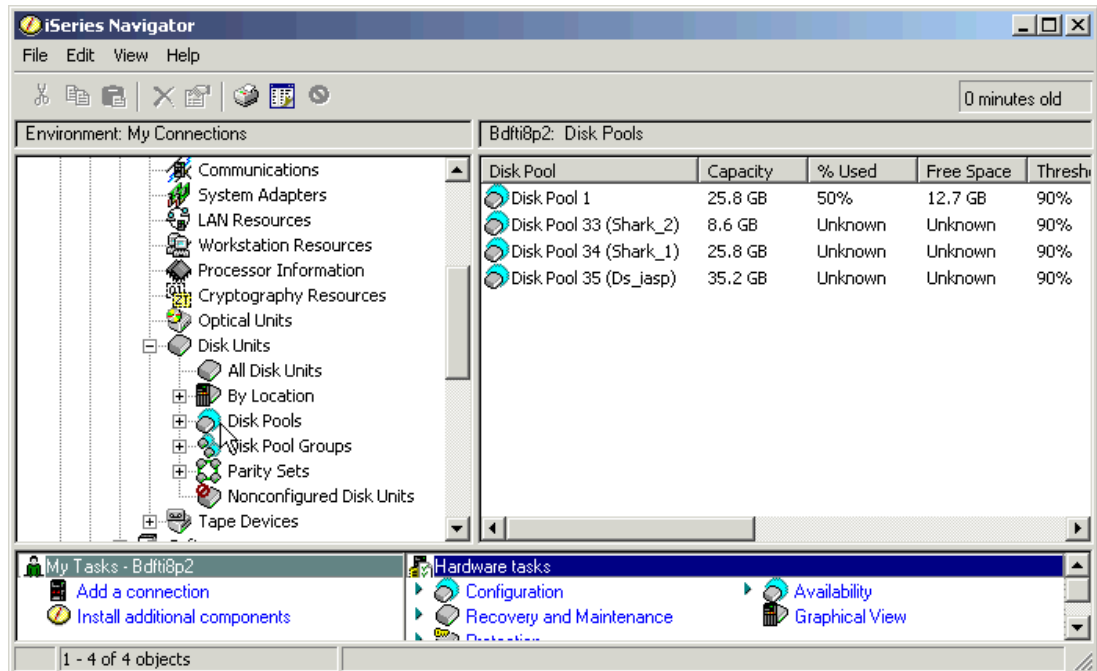 iSeries Navigator
File Edit View Help
0 minutes old
Environment: My Connections
Bdfti8p2: Disk Pools
Communications
System Adapters
LAN Resources
Workstation Resources
Processor Information
Cryptography Resources
Optical Units
Disk Units
All Disk Units
By Location
Disk Pools
Disk Pool Groups
Parity Sets
Nonconfigured Disk Units
Tape Devices
Disk Pool Capacity % Used Free Space Thresh
Disk Pool 1 25.8 GB 50% 12.7 GB 90%
Disk Pool 33 (Shark_2) 8.6 GB Unknown Unknown 90%
Disk Pool 34 (Shark_1) 25.8 GB Unknown Unknown 90%
Disk Pool 35 (Ds_iasp) 35.2 GB Unknown Unknown 90%
My Tasks - Bdfti8p2
Add a connection
Install additional components
Hardware tasks
Configuration Availability
Recovery and Maintenance Graphical View
1 - 4 of 4 objects